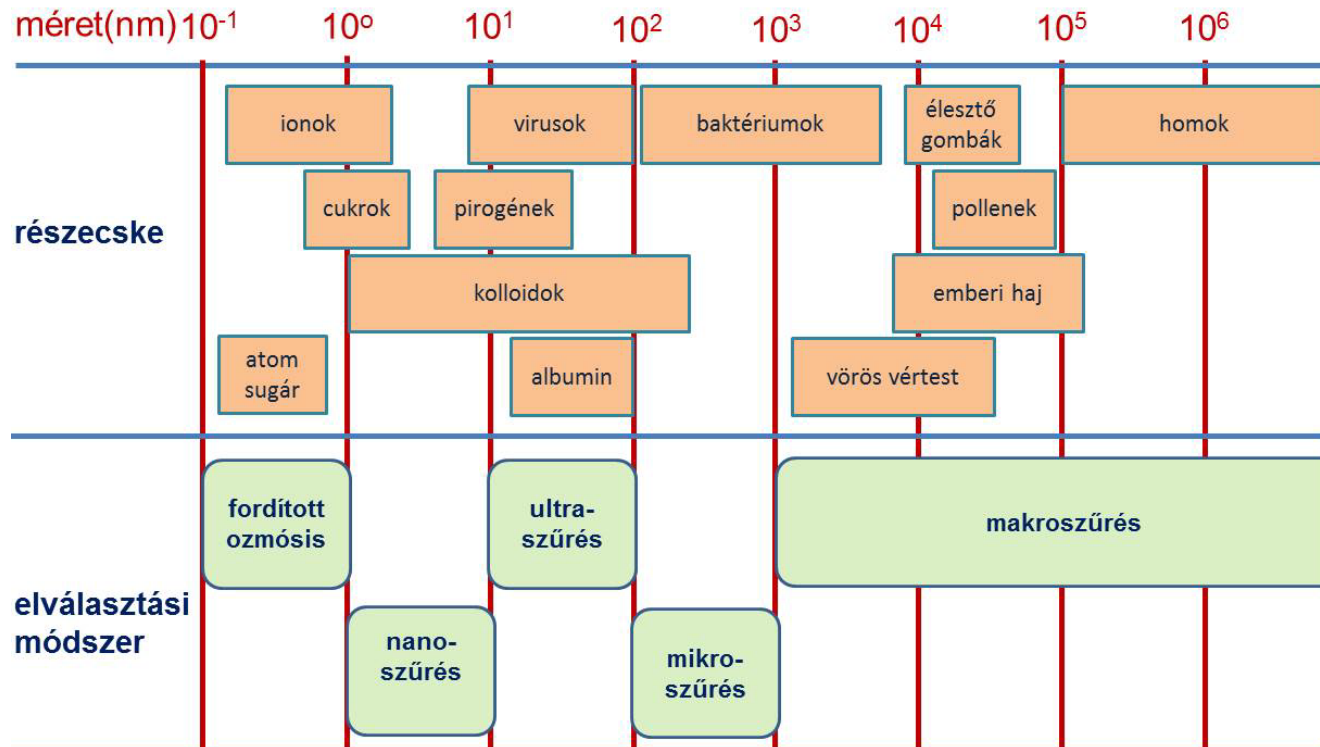 méret(nm) 10⁻¹ 10⁰ 10¹ 10² 10³ 10⁴ 10⁵ 10⁶
ionok
virusok
baktériumok
élesztő
gombák
homok
részecske
cukrok
pirogének
pollenek
kolloidok
emberi haj
atom
sugár
albumin
vörös vértest
elválasztási
módszer
fordított
ozmósis
ultra-
szűrés
makroszűrés
nano-
szűrés
mikro-
szűrés